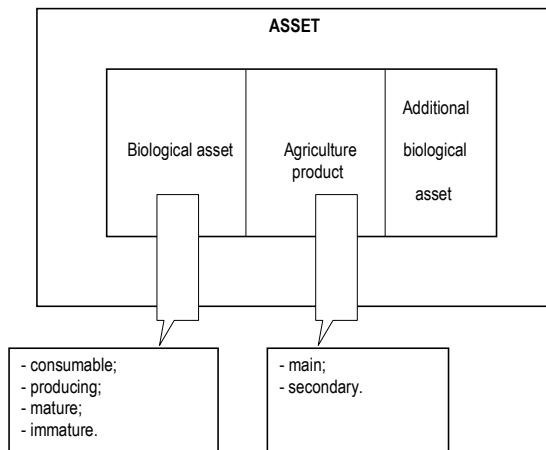 ASSET
Biological asset
Agriculture
product
Additional
biological
asset
- consumable;
- producing;
- mature;
- immature.
- main;
- secondary.